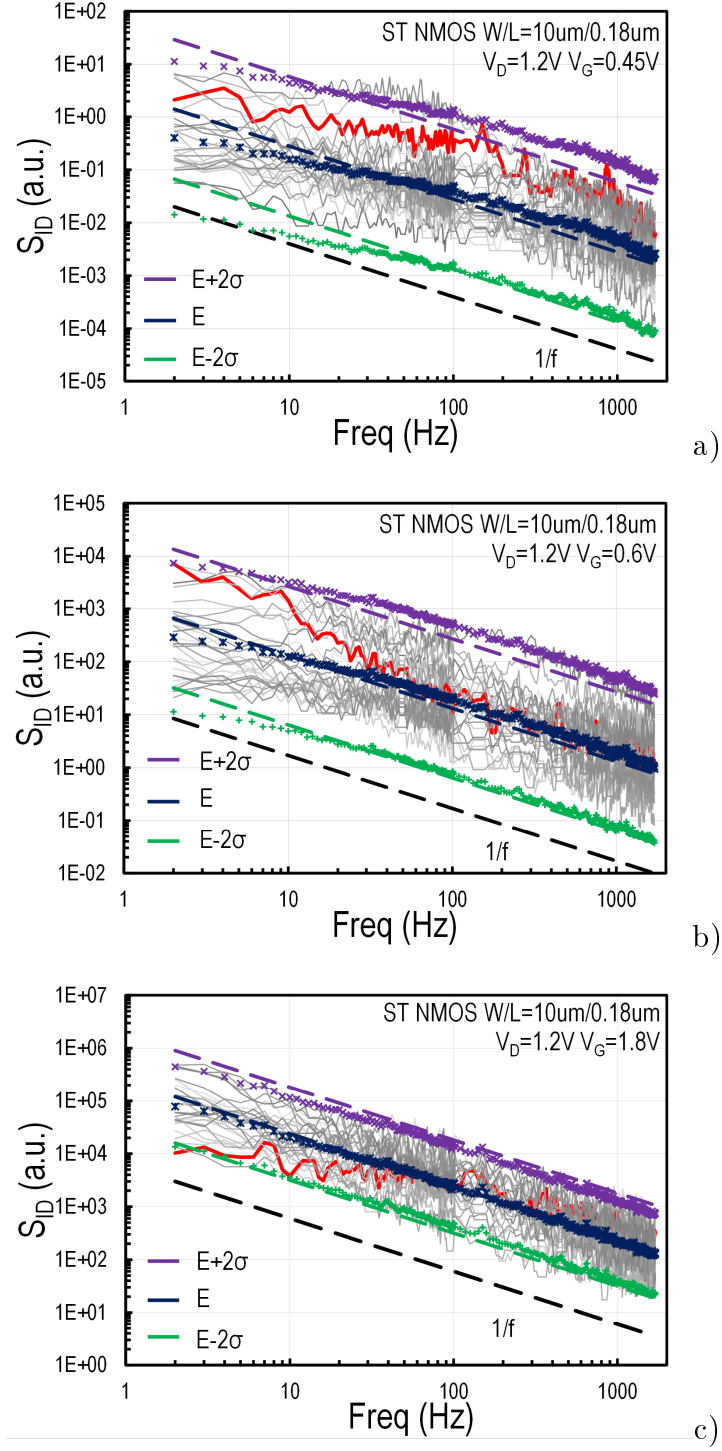 1E+02
ST NMOS W/L=10um/0.18um
1E+01
V_D=1.2V V_G=0.45V
1E+00
1E-01
1E-02
S_ID (a.u.)
1E-03
E+2σ
E
1E-04
E-2σ
1/f
1E-05
1 10 100 1000
Freq (Hz)
a)
1E+05
ST NMOS W/L=10um/0.18um
1E+04
V_D=1.2V V_G=0.6V
1E+03
1E+02
1E+01
S_ID (a.u.)
1E+00
E+2σ
E
1E-01
E-2σ
1/f
1E-02
1 10 100 1000
Freq (Hz)
b)
1E+07
ST NMOS W/L=10um/0.18um
1E+06
V_D=1.2V V_G=1.8V
1E+05
1E+04
1E+03
S_ID (a.u.)
1E+02
E+2σ
E
1E+01
E-2σ
1/f
1E+00
1 10 100 1000
Freq (Hz)
c)